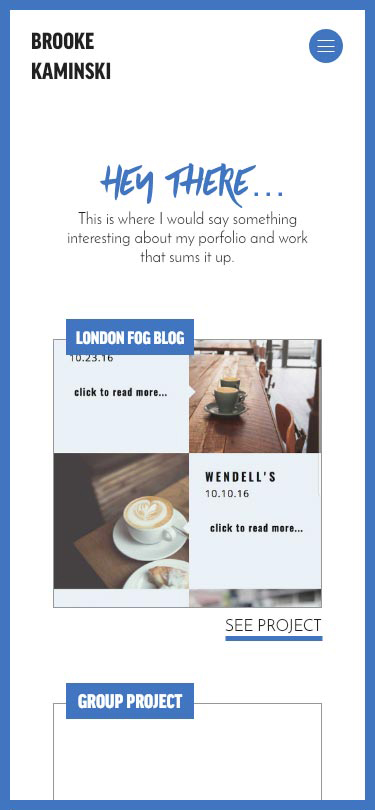 BROOKE
KAMINSKI
HEY THERE...
This is where I would say something
interesting about my porfolio and work
that sums it up.
LONDON FOG BLOG
10.23.16
click to read more...
WENDELL'S
10.10.16
click to read more...
SEE PROJECT
GROUP PROJECT